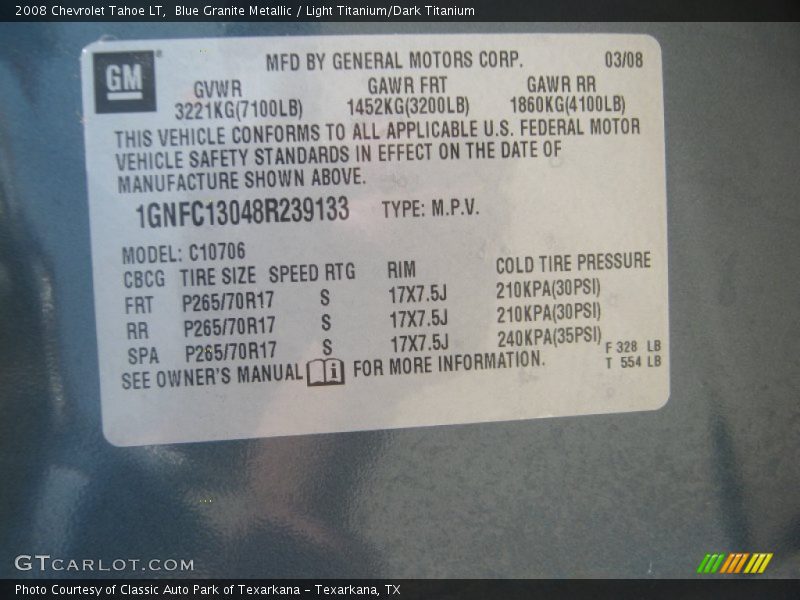 2008 Chevrolet Tahoe LT, Blue Granite Metallic / Light Titanium/Dark Titanium
GM
MFD BY GENERAL MOTORS CORP. 03/08
GVWR GAWR FRT GAWR RR
3221KG(7100LB) 1452KG(3200LB) 1860KG(4100LB)
THIS VEHICLE CONFORMS TO ALL APPLICABLE U.S. FEDERAL MOTOR
VEHICLE SAFETY STANDARDS IN EFFECT ON THE DATE OF
MANUFACTURE SHOWN ABOVE.
1GNFC13048R239133 TYPE: M.P.V.
MODEL: C10706
CBCG TIRE SIZE SPEED RTG RIM COLD TIRE PRESSURE
FRT P265/70R17 S 17X7.5J 210KPA(30PSI)
RR P265/70R17 S 17X7.5J 210KPA(30PSI)
SPA P265/70R17 S 17X7.5J 240KPA(35PSI) F 328 LB
SEE OWNER'S MANUAL i FOR MORE INFORMATION. T 554 LB
GTCARLOT.COM
Photo Courtesy of Classic Auto Park of Texarkana - Texarkana, TX